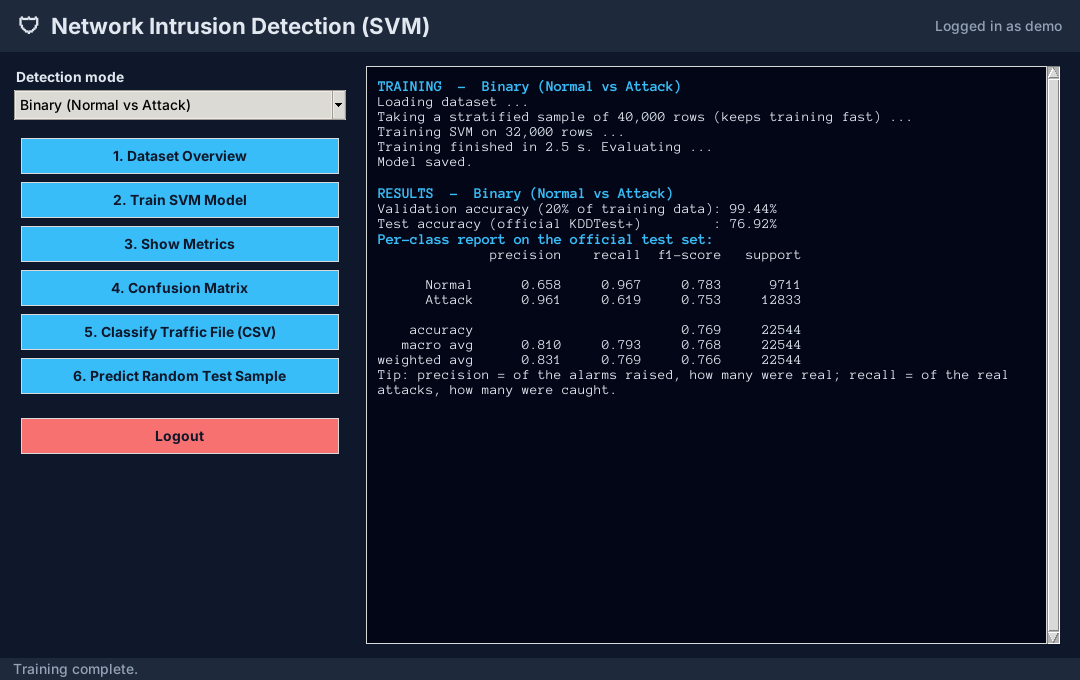 🛡 Network Intrusion Detection (SVM)
Logged in as demo
Detection mode
Binary (Normal vs Attack)
1. Dataset Overview
2. Train SVM Model
3. Show Metrics
4. Confusion Matrix
5. Classify Traffic File (CSV)
6. Predict Random Test Sample
Logout
TRAINING - Binary (Normal vs Attack)
Loading dataset ...
Taking a stratified sample of 40,000 rows (keeps training fast) ...
Training SVM on 32,000 rows ...
Training finished in 2.5 s. Evaluating ...
Model saved.
RESULTS - Binary (Normal vs Attack)
Validation accuracy (20% of training data): 99.44%
Test accuracy (official KDDTest+) : 76.92%
Per-class report on the official test set:
precision recall f1-score support
Normal 0.658 0.967 0.783 9711
Attack 0.961 0.619 0.753 12833
accuracy 0.769 22544
macro avg 0.810 0.793 0.768 22544
weighted avg 0.831 0.769 0.766 22544
Tip: precision = of the alarms raised, how many were real; recall = of the real
attacks, how many were caught.
Training complete.